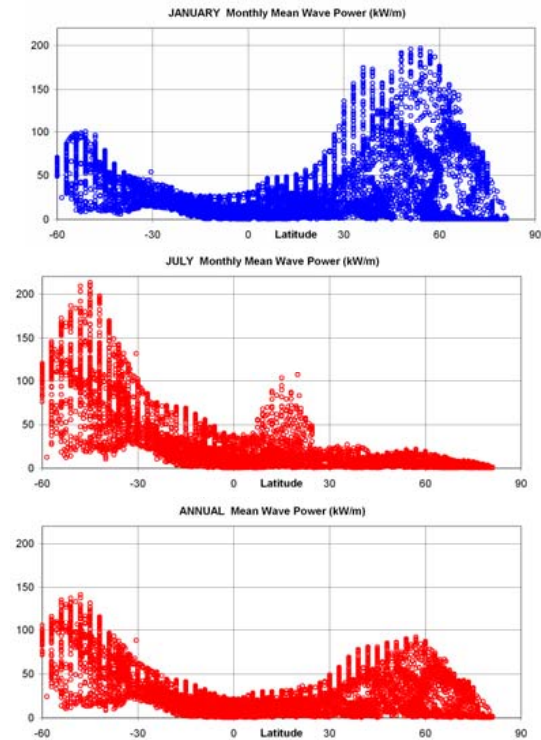 JANUARY Monthly Mean Wave Power (kW/m)
200
150
100
50
0
-60 -30 0 30 60 90
Latitude
JULY Monthly Mean Wave Power (kW/m)
200
150
100
50
0
-60 -30 0 30 60 90
Latitude
ANNUAL Mean Wave Power (kW/m)
200
150
100
50
0
-60 -30 0 30 60 90
Latitude